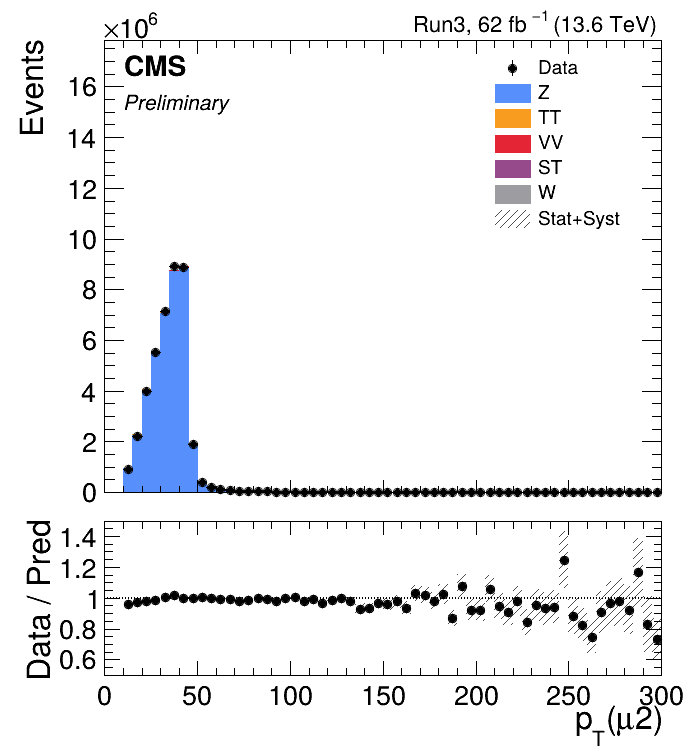 ×10⁶
Run3, 62 fb⁻¹ (13.6 TeV)
Events
CMS
Preliminary
Data
Z
TT
VV
ST
W
Stat+Syst
16
14
12
10
8
6
4
2
0
Data / Pred
1.4
1.2
1
0.8
0.6
0 50 100 150 200 250 300
p_T(μ2)